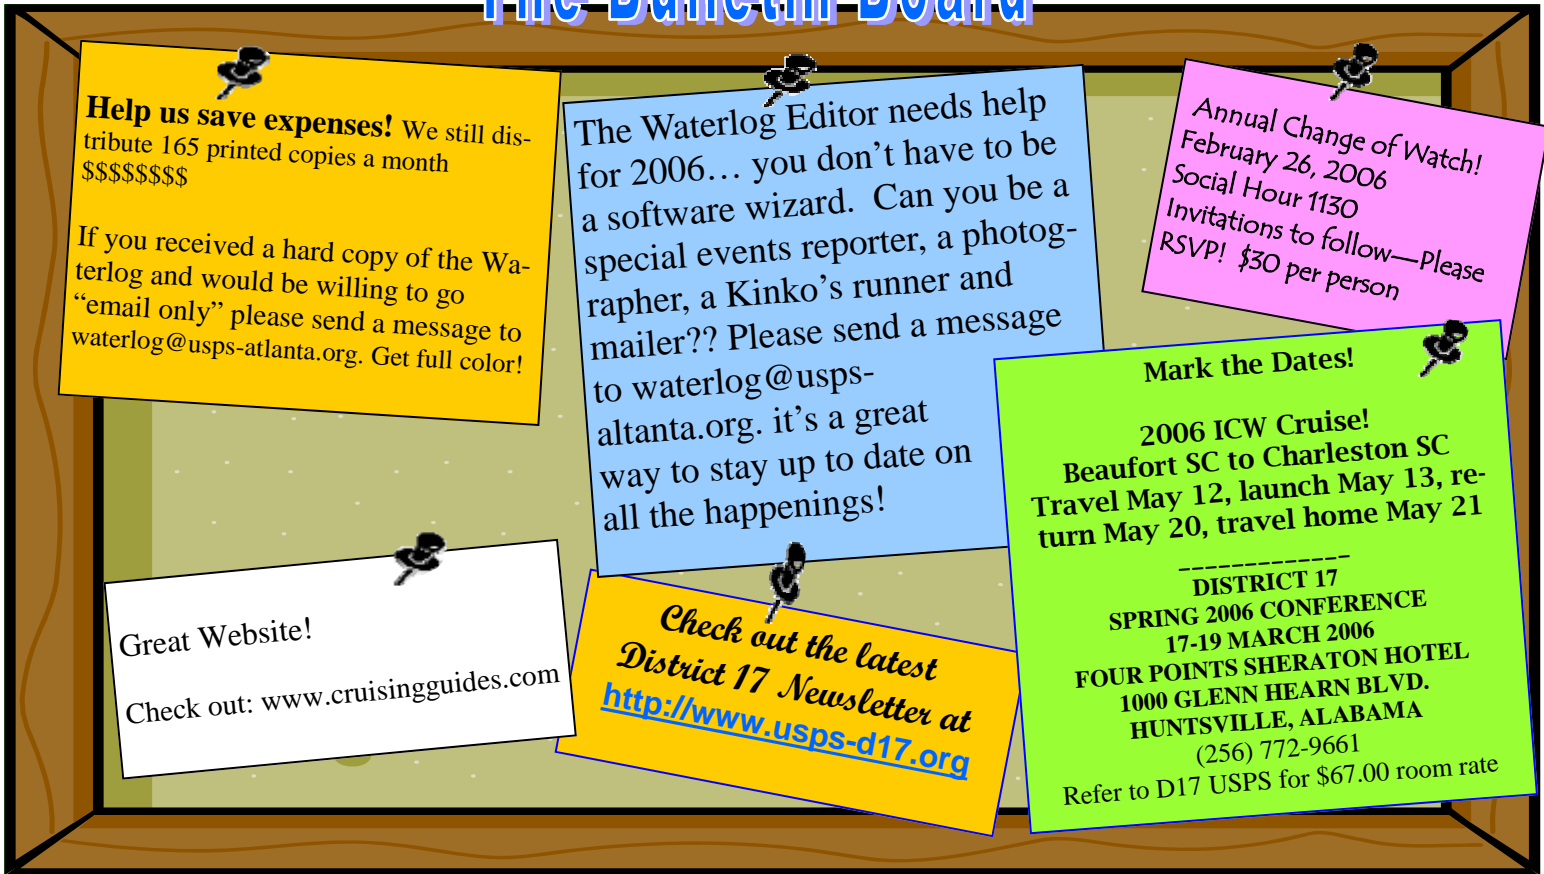 The Bulletin Board
Help us save expenses! We still dis-
tribute 165 printed copies a month
$$$$$$$$
If you received a hard copy of the Wa-
terlog and would be willing to go
“email only” please send a message to
waterlog@usps-atlanta.org. Get full color!
The Waterlog Editor needs help
for 2006… you don’t have to be
a software wizard.  Can you be a
special events reporter, a photog-
rapher, a Kinko’s runner and
mailer?? Please send a message
to waterlog@usps-
altanta.org. it’s a great
way to stay up to date on
all the happenings!
Annual Change of Watch!
February 26, 2006
Social Hour 1130
Invitations to follow—Please
RSVP!  $30 per person
Mark the Dates!
2006 ICW Cruise!
Beaufort SC to Charleston SC
Travel May 12, launch May 13, re-
turn May 20, travel home May 21
_____________
DISTRICT 17
SPRING 2006 CONFERENCE
17-19 MARCH 2006
FOUR POINTS SHERATON HOTEL
1000 GLENN HEARN BLVD.
HUNTSVILLE, ALABAMA
(256) 772-9661
Refer to D17 USPS for $67.00 room rate
Great Website!
Check out: www.cruisingguides.com
Check out the latest
District 17 Newsletter at
http://www.usps-d17.org